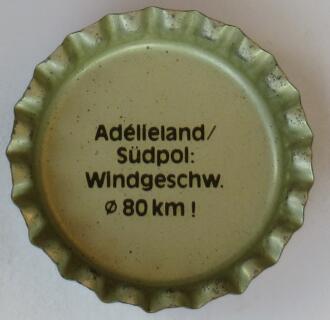 Adélieland/
Südpol:
Windgeschw.
ø 80 km !